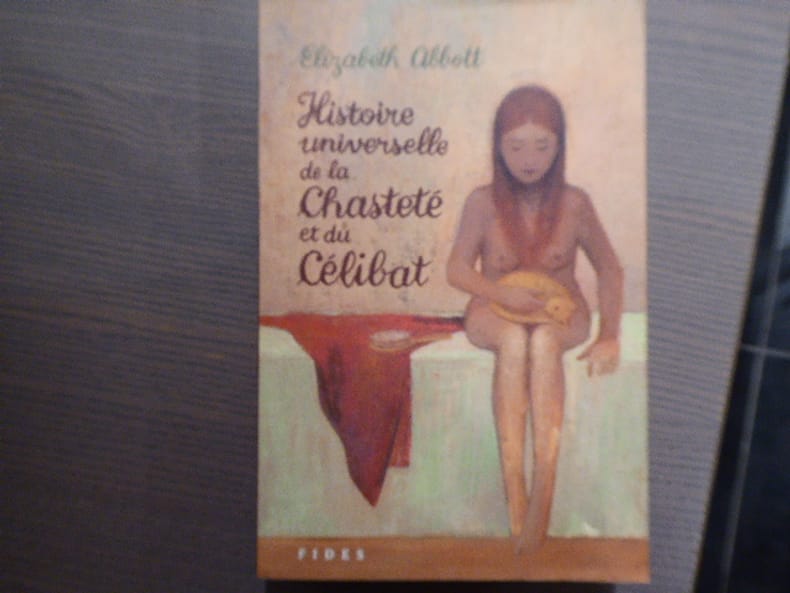 Elizabeth Abbott
Histoire
universelle
de la
Chasteté
et du
Célibat
FIDES